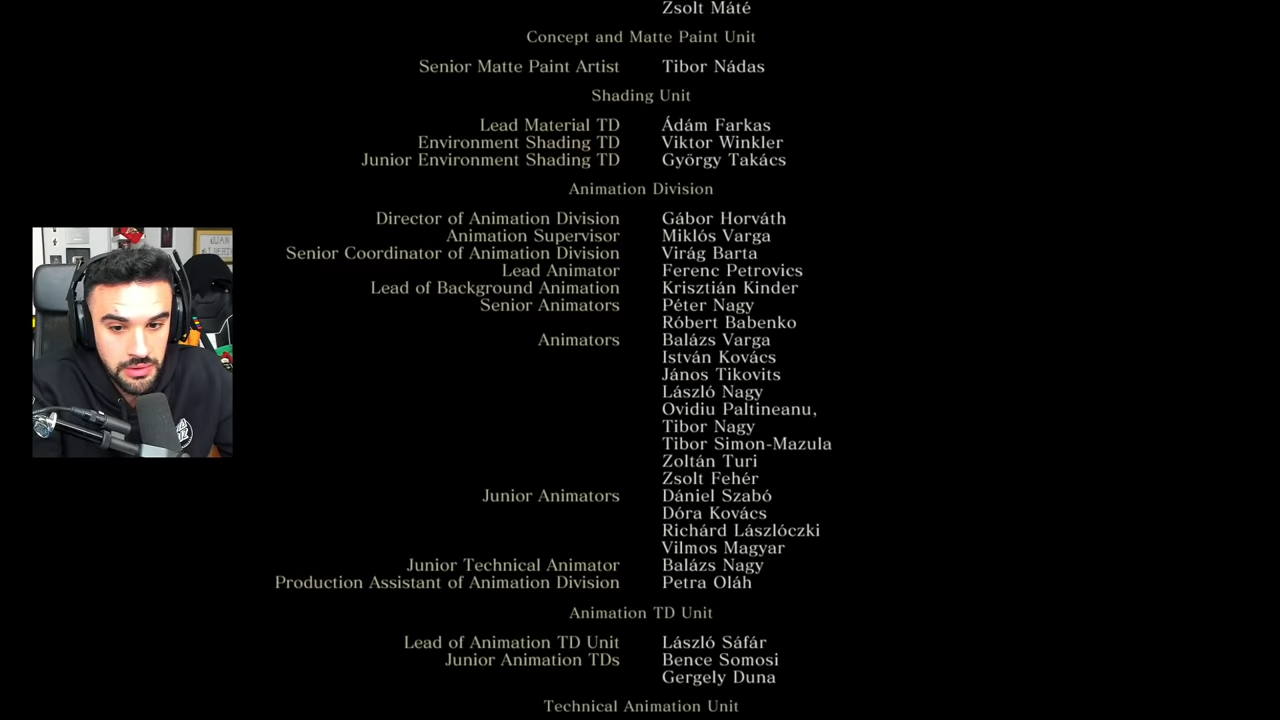 Zsolt Máté
Concept and Matte Paint Unit
Senior Matte Paint Artist Tibor Nádas
Shading Unit
Lead Material TD Ádám Farkas
Environment Shading TD Viktor Winkler
Junior Environment Shading TD György Takács
Animation Division
Director of Animation Division Gábor Horváth
Animation Supervisor Miklós Varga
Senior Coordinator of Animation Division Virág Barta
Lead Animator Ferenc Petrovics
Lead of Background Animation Krisztián Kinder
Senior Animators Péter Nagy
Róbert Babenko
Animators Balázs Varga
István Kovács
János Tikovits
László Nagy
Ovidiu Paltineanu,
Tibor Nagy
Tibor Simon-Mazula
Zoltán Turi
Zsolt Fehér
Junior Animators Dániel Szabó
Dóra Kovács
Richárd Lászlóczki
Vilmos Magyar
Junior Technical Animator Balázs Nagy
Production Assistant of Animation Division Petra Oláh
Animation TD Unit
Lead of Animation TD Unit László Sáfár
Junior Animation TDs Bence Somosi
Gergely Duna
Technical Animation Unit